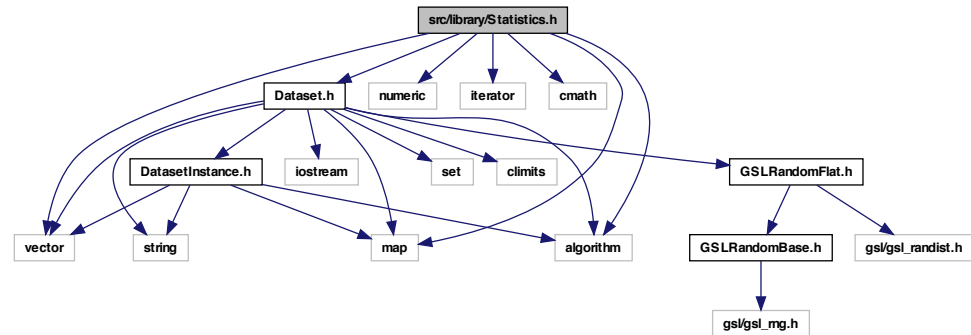 src/library/Statistics.h
Dataset.h
numeric
iterator
cmath
DatasetInstance.h
iostream
set
climits
GSLRandomFlat.h
vector
string
map
algorithm
GSLRandomBase.h
gsl/gsl_randist.h
gsl/gsl_rng.h